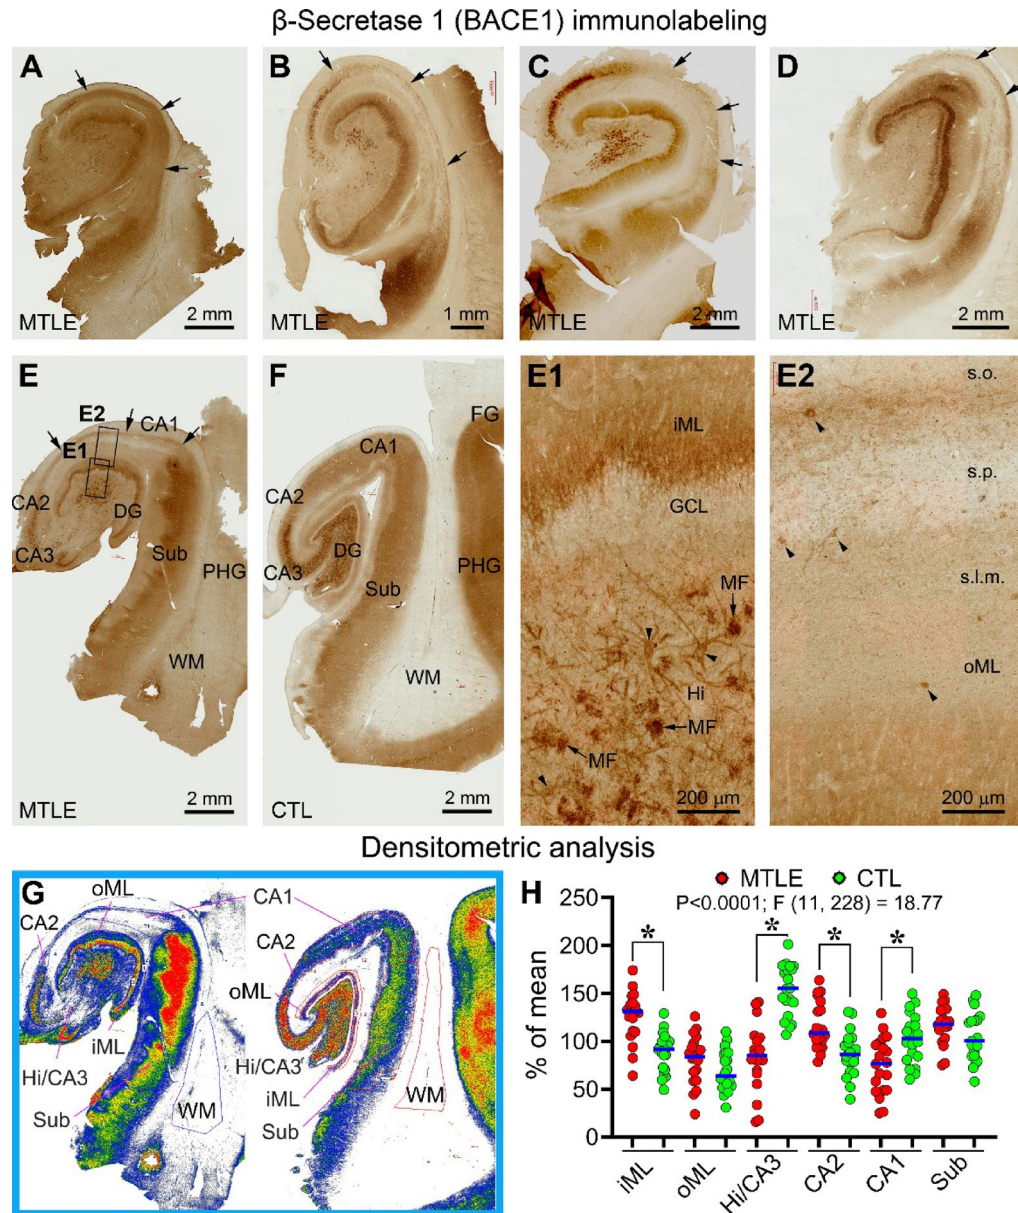 β-Secretase 1 (BACE1) immunolabeling
A
B
C
D
MTLE
2 mm
MTLE
1 mm
MTLE
2 mm
MTLE
2 mm
E
E2
CA1
E1
CA2
DG
CA3
Sub
PHG
WM
MTLE
2 mm
F
FG
CA1
CA2
DG
CA3
Sub
PHG
WM
CTL
2 mm
E1
iML
GCL
MF
Hi
MF
MF
200 μm
E2
s.o.
s.p.
s.l.m.
oML
200 μm
Densitometric analysis
G
oML
CA1
CA2
CA2
oML
iML
Hi/CA3
Hi/CA3
iML
Sub
Sub
WM
WM
H
MTLE CTL
P<0.0001; F (11, 228) = 18.77
* * * *
% of mean
250
200
150
100
50
0
iML
oML
Hi/CA3
CA2
CA1
Sub